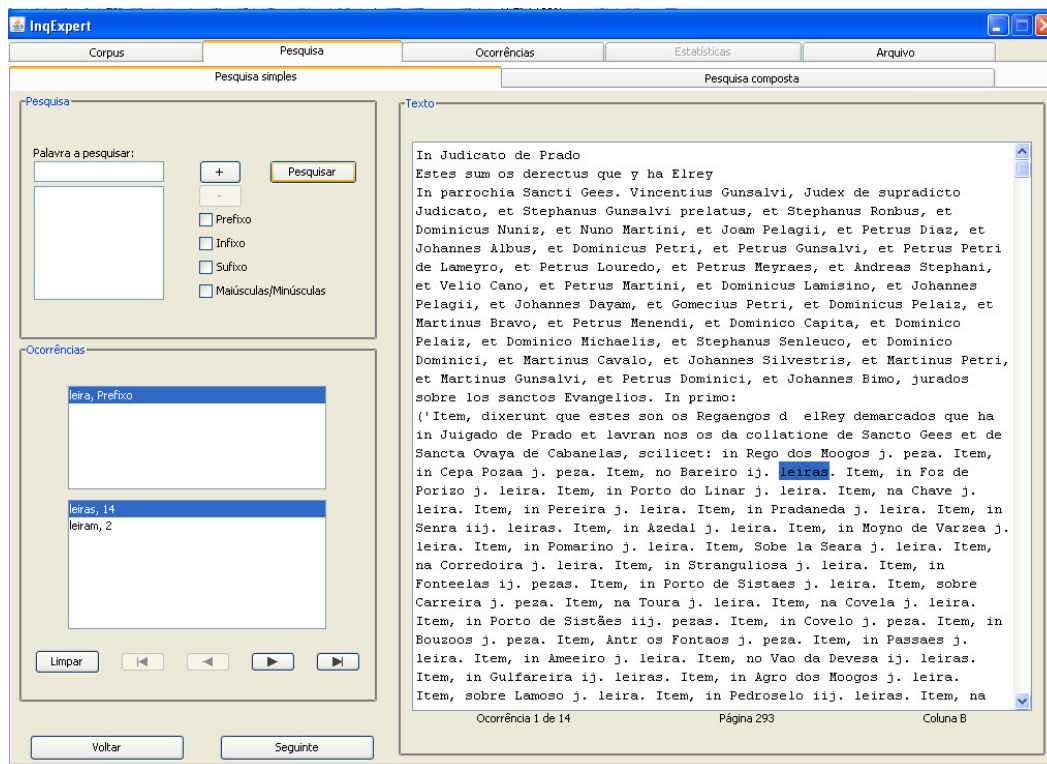 InqExpert
Corpus
Pesquisa
Ocorrências
Estatísticas
Arquivo
Pesquisa simples
Pesquisa composta
Pesquisa
Palavra a pesquisar:
+
Pesquisar
-
Prefixo
Infixo
Sufixo
Maiúsculas/Minúsculas
Ocorrências
leira, Prefixo
leiras, 14
leiram, 2
Limpar
Voltar
Seguinte
Texto
In Judicato de Prado
Estes sum os derectus que y ha Elrey
In parrochia Sancti Gees. Vincentius Gunsalvi, Judex de supradicto
Judicato, et Stephanus Gunsalvi prelatus, et Stephanus Ronbus, et
Dominicus Nuniz, et Nuno Martini, et Joam Pelagii, et Petrus Diaz, et
Johannes Albus, et Dominicus Petri, et Petrus Gunsalvi, et Petrus Petri
de Lameyro, et Petrus Louredo, et Petrus Meyraes, et Andreas Stephani,
et Velio Cano, et Petrus Martini, et Dominicus Lamisino, et Johannes
Pelagii, et Johannes Dayam, et Gomecius Petri, et Dominicus Pelaiz, et
Martinus Bravo, et Petrus Menendi, et Dominico Capita, et Dominico
Pelaiz, et Dominico Michaelis, et Stephanus Senleuco, et Dominico
Dominici, et Martinus Cavalo, et Johannes Silvestris, et Martinus Petri,
et Martinus Gunsalvi, et Petrus Dominici, et Johannes Bimo, jurados
sobre los sanctos Evangelios. In primo:
('Item, dixerunt que estes son os Regaengos d  elRey demarcados que ha
in Juigado de Prado et lavran nos os da collatione de Sancto Gees et de
Sancta Ovaya de Cabanelas, scilicet: in Rego dos Moogos j. peza. Item,
in Cepa Pozaa j. peza. Item, no Bareiro ij. leiras. Item, in Foz de
Porizo j. leira. Item, in Porto do Linar j. leira. Item, na Chave j.
leira. Item, in Pereira j. leira. Item, in Pradaneda j. leira. Item, in
Senra iij. leiras. Item, in Azedal j. leira. Item, in Moyno de Varzea j.
leira. Item, in Pomarino j. leira. Item, Sobe la Seara j. leira. Item,
na Corredoira j. leira. Item, in Stranguliosa j. leira. Item, in
Fonteelas ij. pezas. Item, in Porto de Sistaes j. leira. Item, sobre
Carreira j. peza. Item, na Toura j. leira. Item, na Covela j. leira.
Item, in Porto de Sistães iij. pezas. Item, in Covelo j. peza. Item, in
Bouzoos j. peza. Item, Antr os Fontaos j. peza. Item, in Passaes j.
leira. Item, in Ameeiro j. leira. Item, no Vao da Devesa ij. leiras.
Item, in Gulfareira ij. leiras. Item, in Agro dos Moogos j. leira.
Item, sobre Lamoso j. leira. Item, in Pedroselo iij. leiras. Item, na
Ocorrência 1 de 14
Página 293
Coluna B